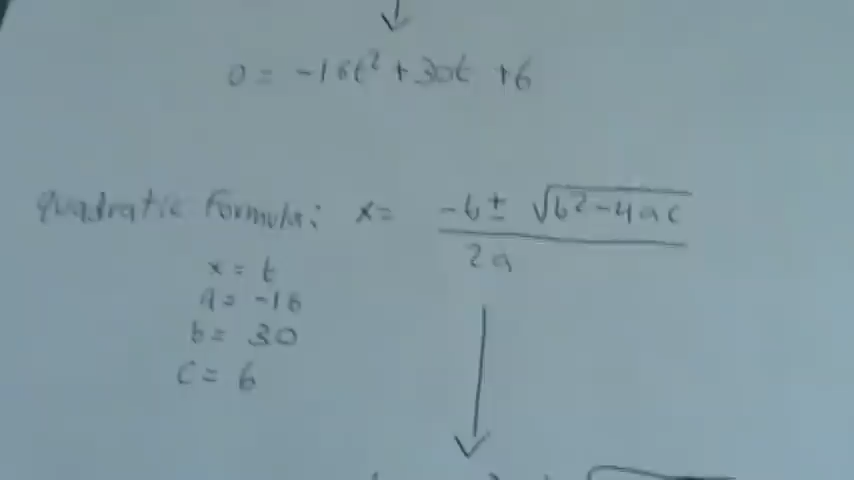 0 = -16t² + 30t + 6
quadratic formula: x = -b ± √b² - 4ac / 2a
x = t
a = -16
b = 30
c = 6